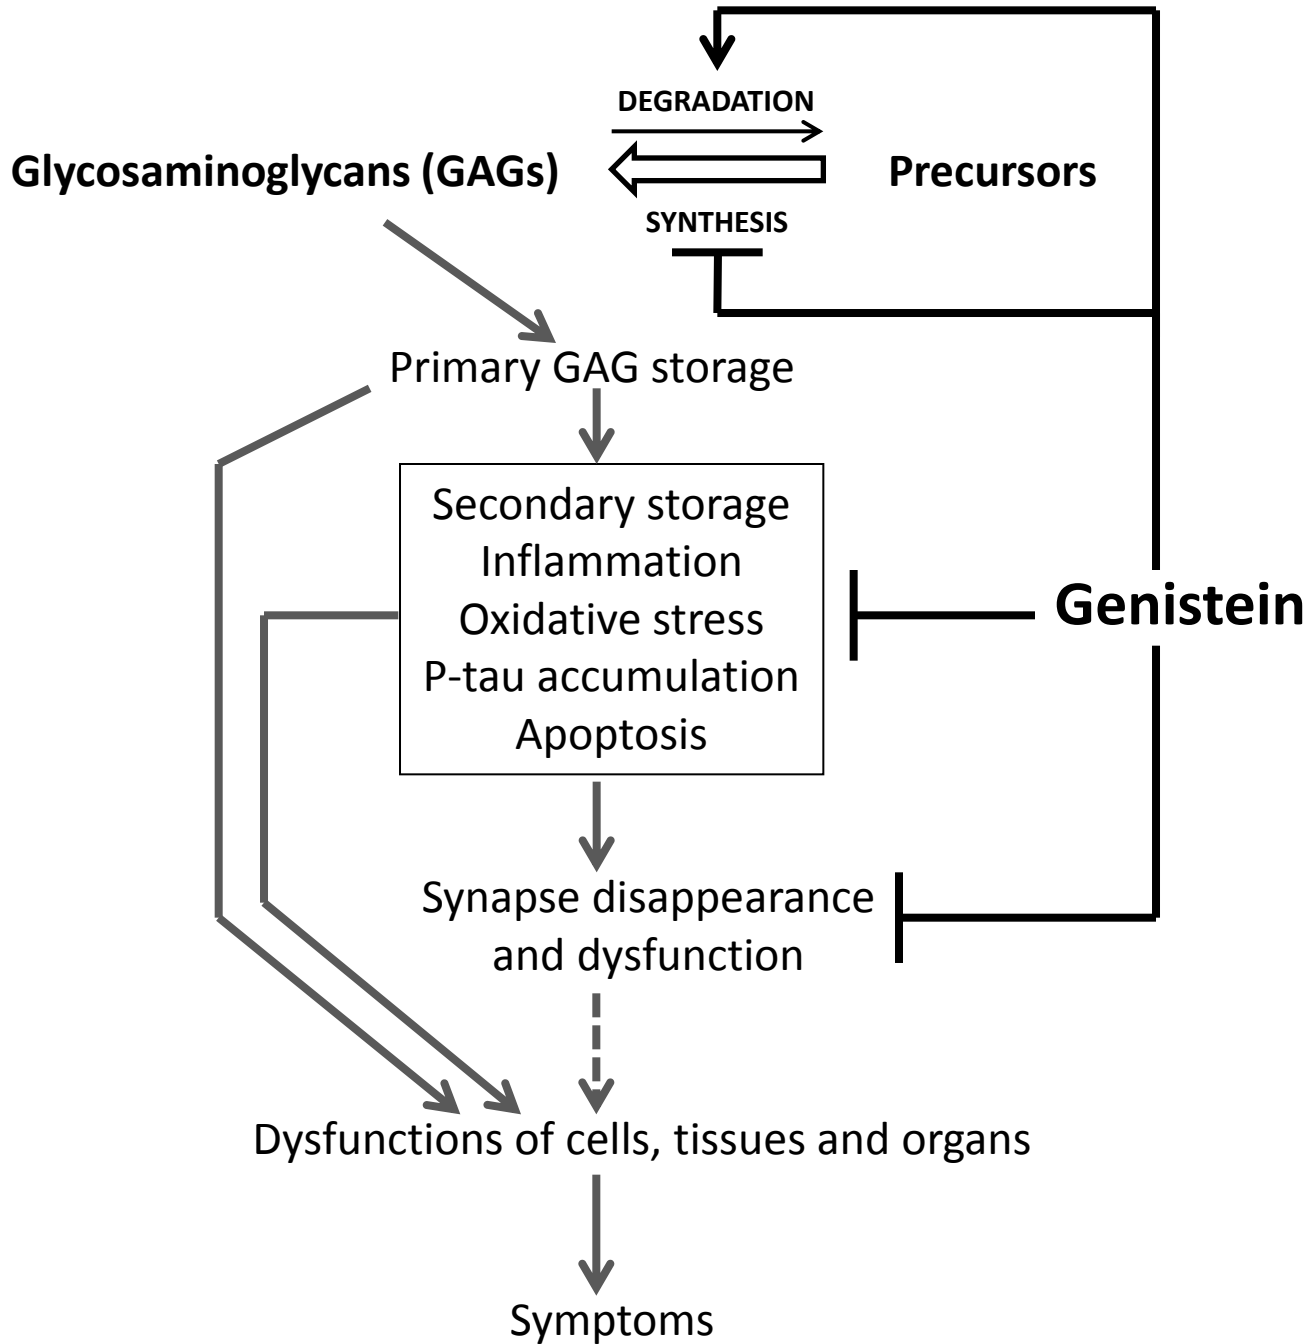 DEGRADATION
Glycosaminoglycans (GAGs)
Precursors
SYNTHESIS
Primary GAG storage
Secondary storage
Inflammation
Oxidative stress
P-tau accumulation
Apoptosis
Genistein
Synapse disappearance
and dysfunction
Dysfunctions of cells, tissues and organs
Symptoms